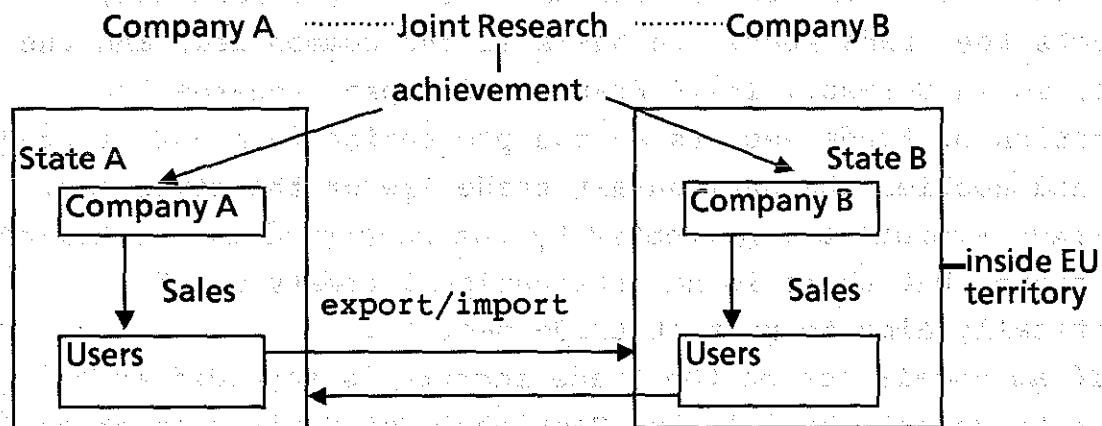 Company A ········ Joint Research ········ Company B
achievement
State A
State B
Company A
Company B
inside EU
territory
Sales
Sales
export/import
Users
Users